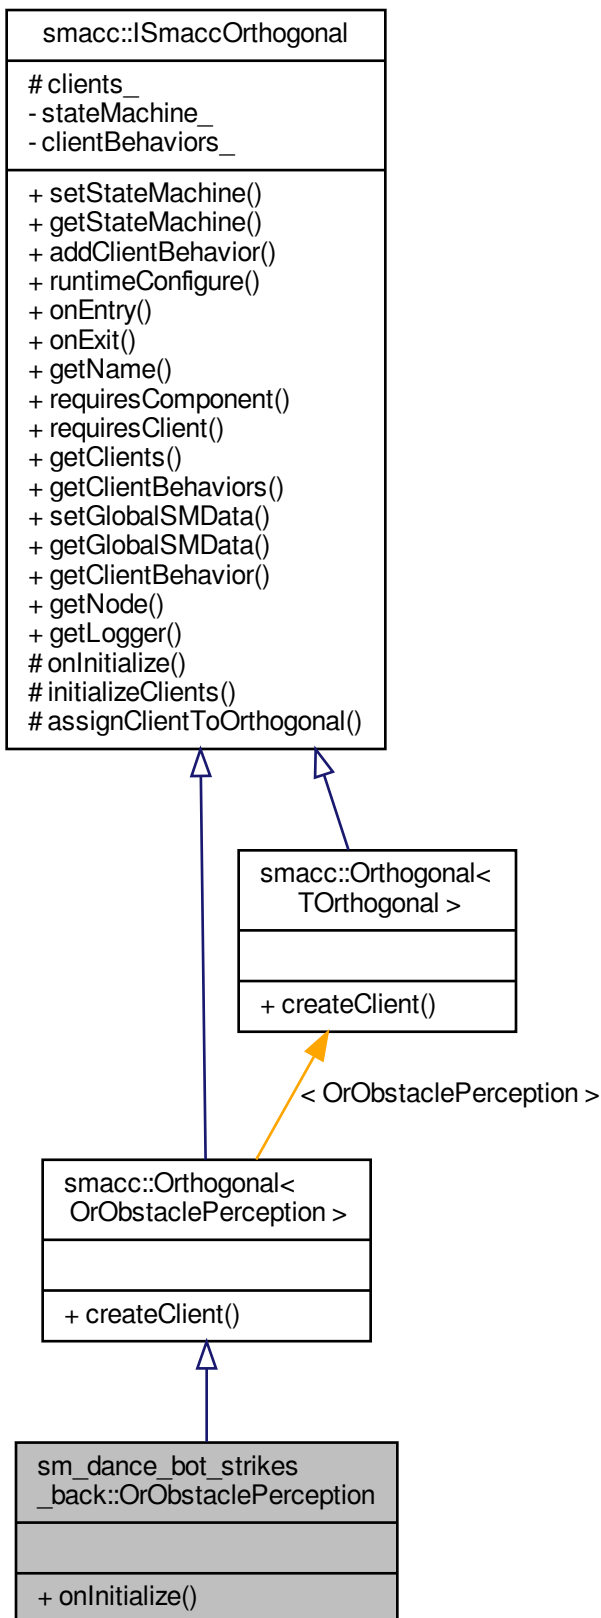 smacc::ISmaccOrthogonal
# clients_
- stateMachine_
- clientBehaviors_
+ setStateMachine()
+ getStateMachine()
+ addClientBehavior()
+ runtimeConfigure()
+ onEntry()
+ onExit()
+ getName()
+ requiresComponent()
+ requiresClient()
+ getClients()
+ getClientBehaviors()
+ setGlobalSMData()
+ getGlobalSMData()
+ getClientBehavior()
+ getNode()
+ getLogger()
# onInitialize()
# initializeClients()
# assignClientToOrthogonal()
smacc::Orthogonal<
TOrthogonal >
+ createClient()
< OrObstaclePerception >
smacc::Orthogonal<
OrObstaclePerception >
+ createClient()
sm_dance_bot_strikes
_back::OrObstaclePerception
+ onInitialize()